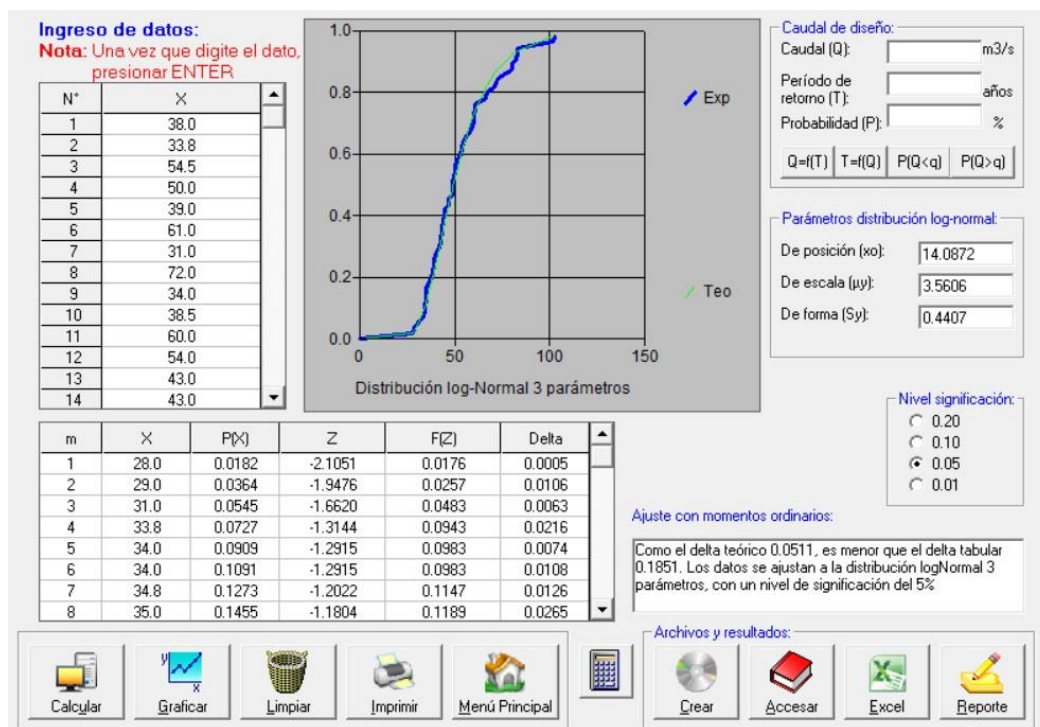 Ingreso de datos:
Nota: Una vez que digite el dato,
presionar ENTER
N° X
1 38.0
2 33.8
3 54.5
4 50.0
5 39.0
6 61.0
7 31.0
8 72.0
9 34.0
10 38.5
11 60.0
12 54.0
13 43.0
14 43.0
1.0
0.8
0.6
0.4
0.2
0.0
0 50 100 150
Exp
Teo
Distribución log-Normal 3 parámetros
Caudal de diseño:
Caudal (Q): m3/s
Período de
retorno (T): años
Probabilidad (P): %
Q=f(T) T=f(Q) P(Q<q) P(Q>q)
Parámetros distribución log-normal:
De posición (xo): 14.0872
De escala (µy): 3.5606
De forma (Sy): 0.4407
Nivel significación:
0.20
0.10
0.05
0.01
m X P(X) Z F(Z) Delta
1 28.0 0.0182 -2.1051 0.0176 0.0005
2 29.0 0.0364 -1.9476 0.0257 0.0106
3 31.0 0.0545 -1.6620 0.0483 0.0063
4 33.8 0.0727 -1.3144 0.0943 0.0216
5 34.0 0.0909 -1.2915 0.0983 0.0074
6 34.0 0.1091 -1.2915 0.0983 0.0108
7 34.8 0.1273 -1.2022 0.1147 0.0126
8 35.0 0.1455 -1.1804 0.1189 0.0265
Ajuste con momentos ordinarios:
Como el delta teórico 0.0511, es menor que el delta tabular
0.1851. Los datos se ajustan a la distribución logNormal 3
parámetros, con un nivel de significación del 5%
Calcular
y x
Graficar
Limpiar
Imprimir
Menú Principal
Archivos y resultados:
Crear
Accesar
Excel
Reporte